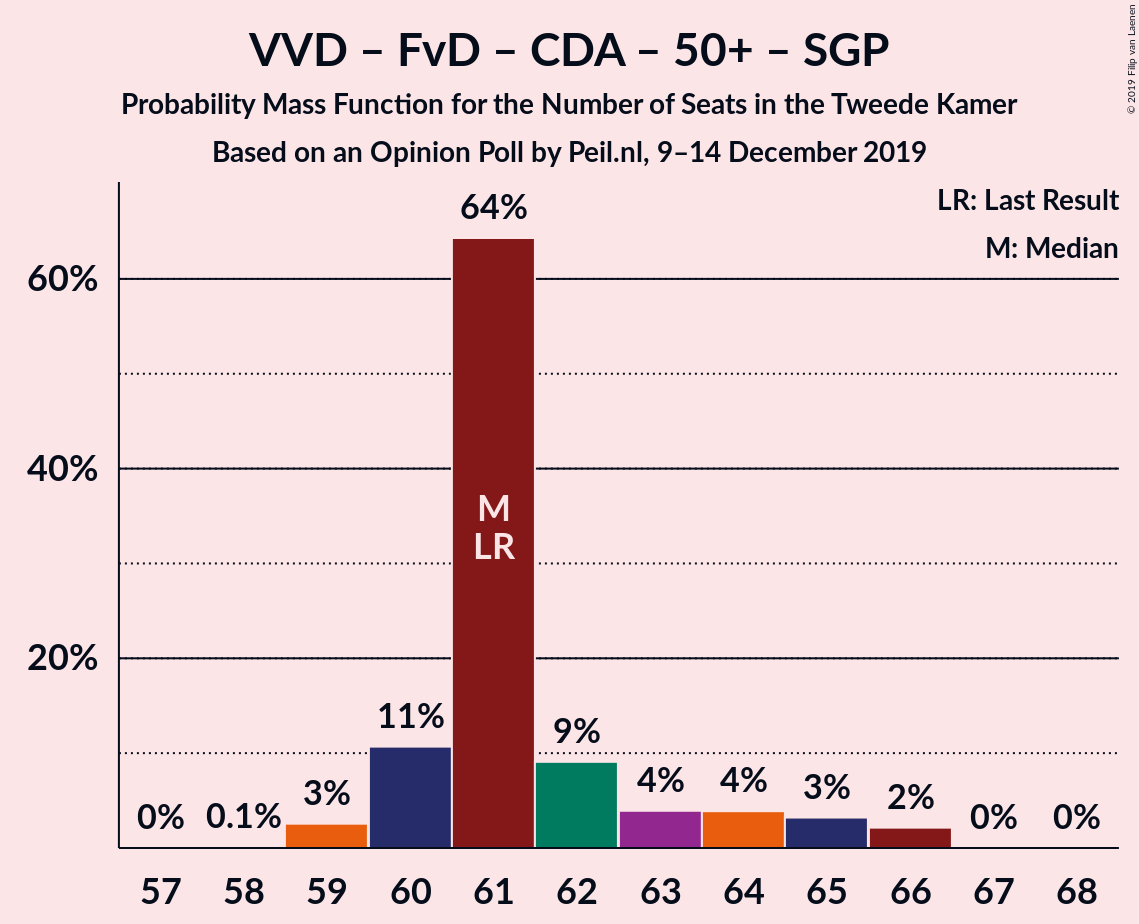 VVD – FvD – CDA – 50+ – SGP
Probability Mass Function for the Number of Seats in the Tweede Kamer
Based on an Opinion Poll by Peil.nl, 9–14 December 2019
© 2019 Filip van Laenen
LR: Last Result
M: Median
60%
40%
20%
0%
0.1%
3%
11%
64%
9%
4%
4%
3%
2%
0%
0%
M
LR
57 58 59 60 61 62 63 64 65 66 67 68